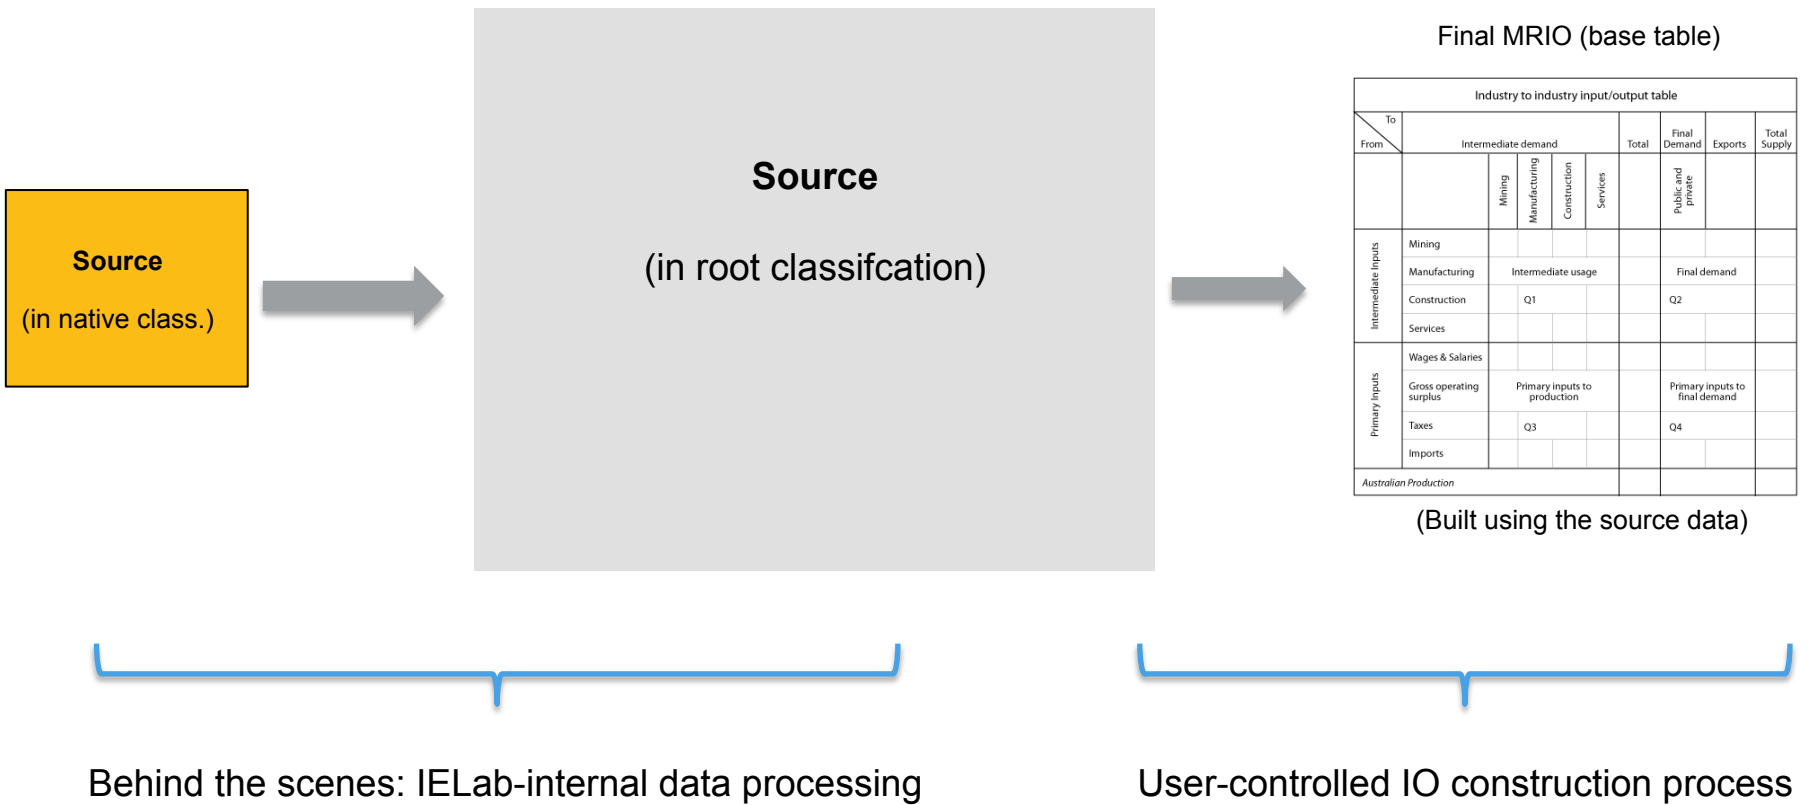 Source
(in native class.)
Source
(in root classifcation)
Final MRIO (base table)
Industry to industry input/output table
To
From
Intermediate demand
Total
Final
Demand
Exports
Total
Supply
Mining
Manufacturing
Construction
Services
Public and
private
Intermediate Inputs
Mining
Manufacturing
Intermediate usage
Final demand
Construction
Q1
Q2
Services
Primary Inputs
Wages & Salaries
Gross operating
surplus
Primary inputs to
production
Primary inputs to
final demand
Taxes
Q3
Q4
Imports
Australian Production
(Built using the source data)
Behind the scenes: IELab-internal data processing
User-controlled IO construction process